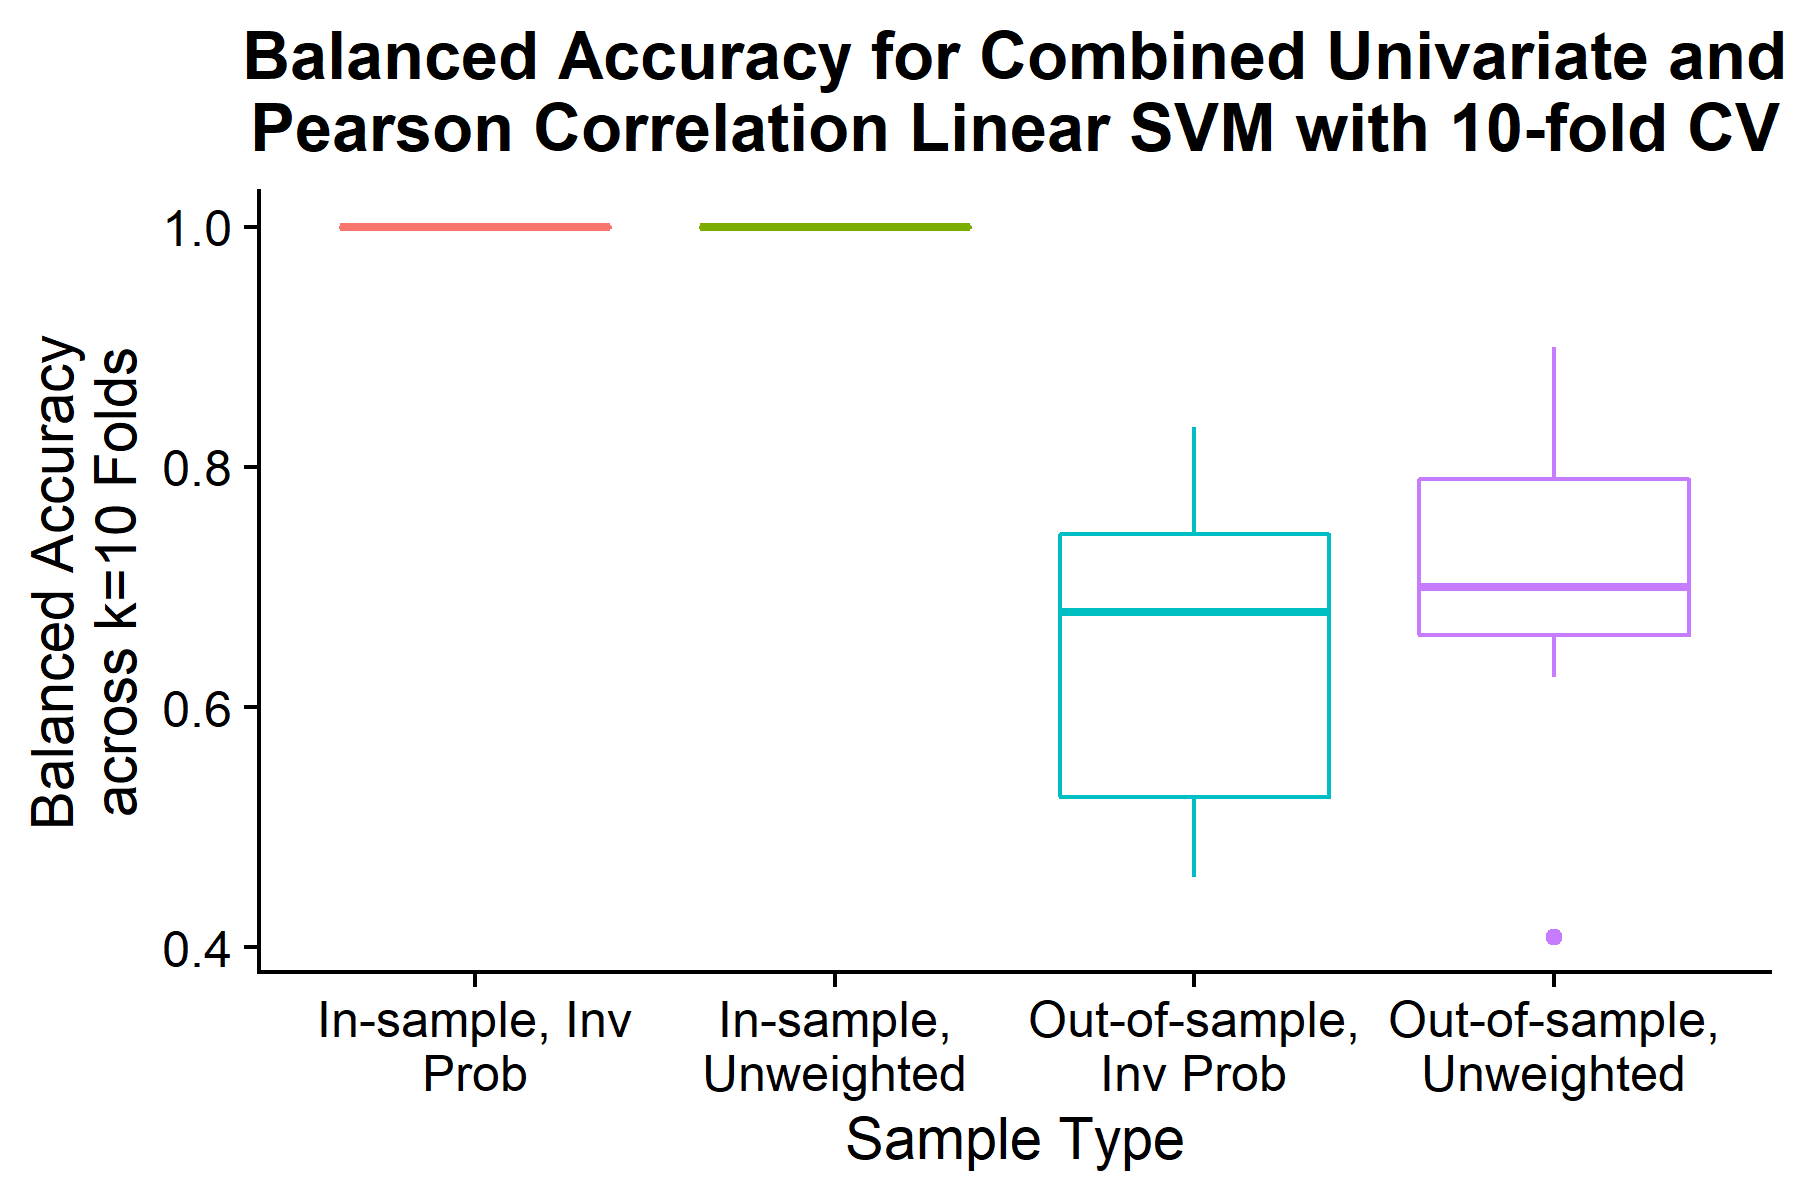 Balanced Accuracy for Combined Univariate and
Pearson Correlation Linear SVM with 10-fold CV
Balanced Accuracy
across k=10 Folds
1.0
0.8
0.6
0.4
In-sample, Inv
Prob
In-sample,
Unweighted
Out-of-sample,
Inv Prob
Out-of-sample,
Unweighted
Sample Type